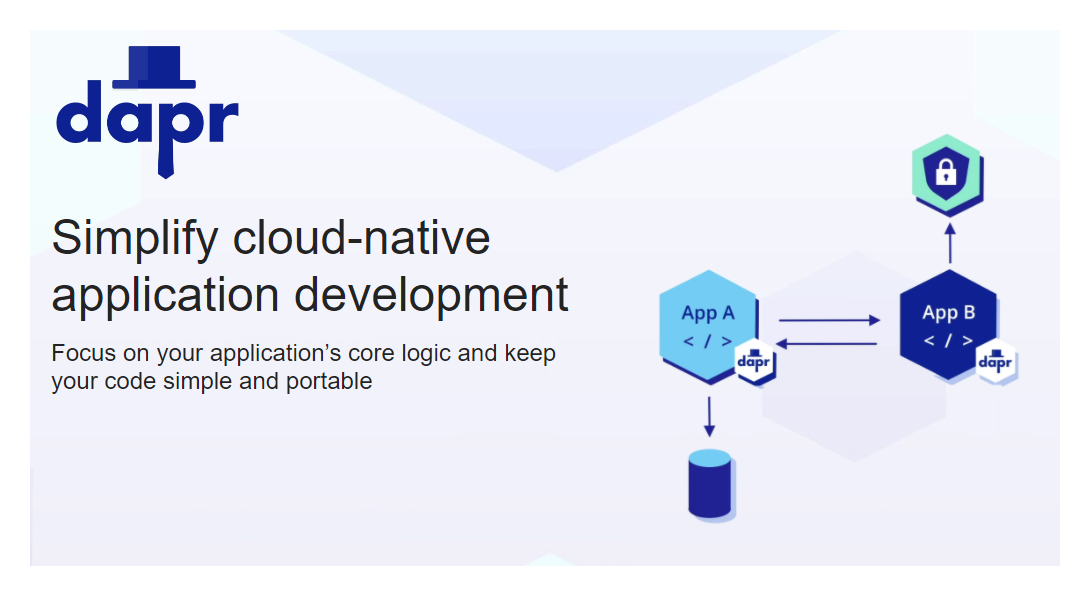 dapr
Simplify cloud-native
application development
Focus on your application’s core logic and keep
your code simple and portable
App A
< / >
dapr
App B
< / >
dapr